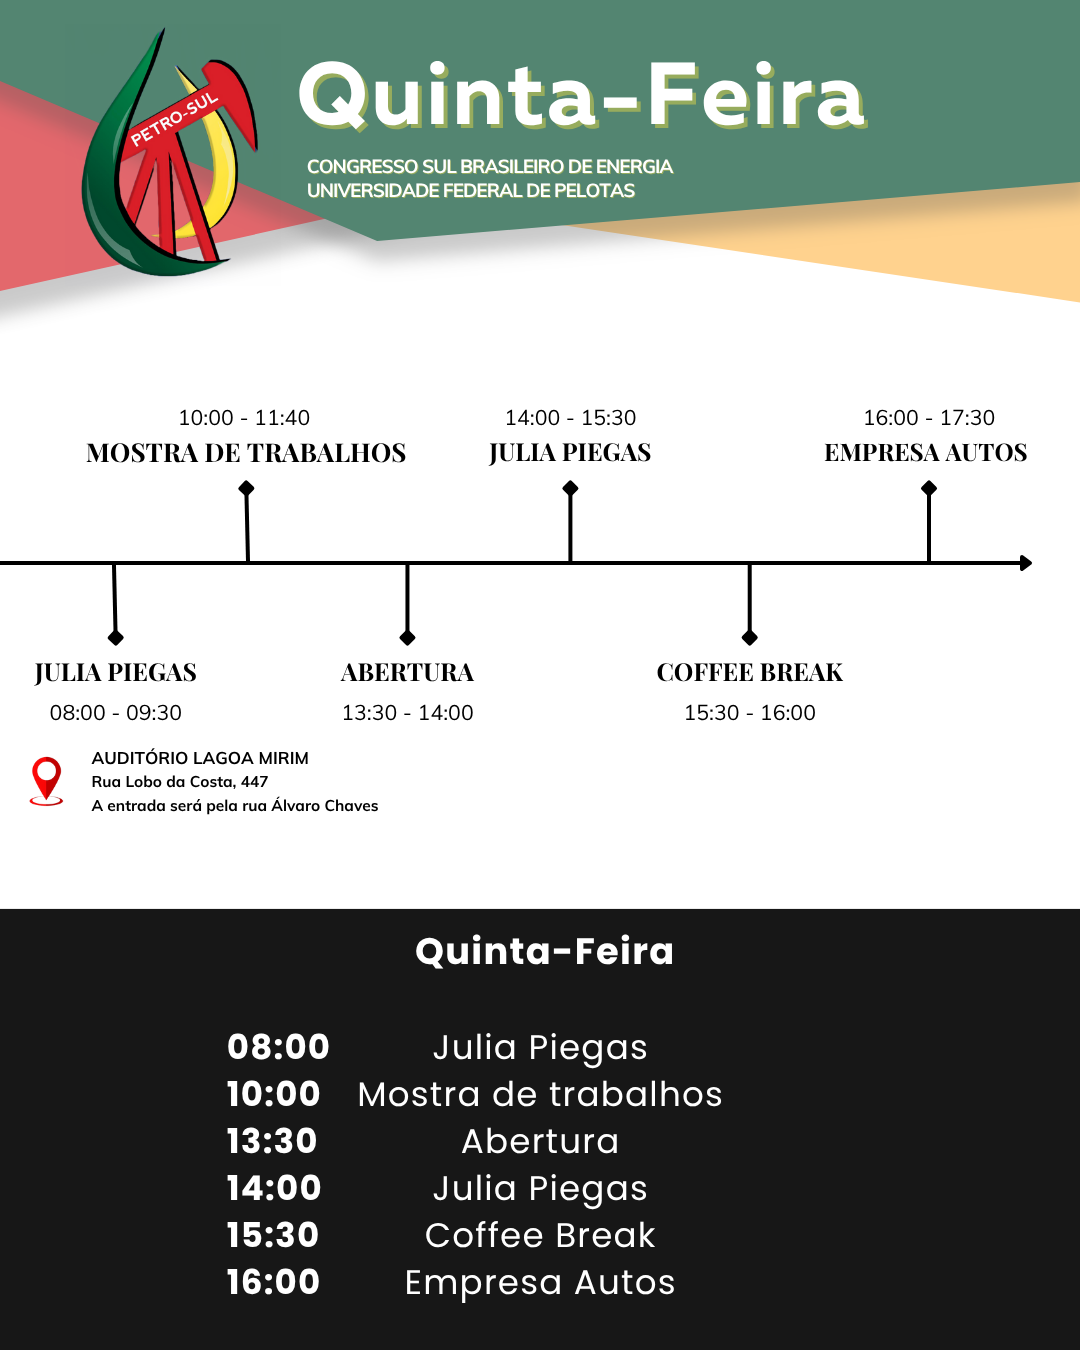 PETRO-SUL
Quinta-Feira
CONGRESSO SUL BRASILEIRO DE ENERGIA
UNIVERSIDADE FEDERAL DE PELOTAS
10:00 - 11:40
MOSTRA DE TRABALHOS
14:00 - 15:30
JULIA PIEGAS
16:00 - 17:30
EMPRESA AUTOS
JULIA PIEGAS
08:00 - 09:30
ABERTURA
13:30 - 14:00
COFFEE BREAK
15:30 - 16:00
AUDITÓRIO LAGOA MIRIM
Rua Lobo da Costa, 447
A entrada será pela rua Álvaro Chaves
Quinta-Feira
08:00 Julia Piegas
10:00 Mostra de trabalhos
13:30 Abertura
14:00 Julia Piegas
15:30 Coffee Break
16:00 Empresa Autos